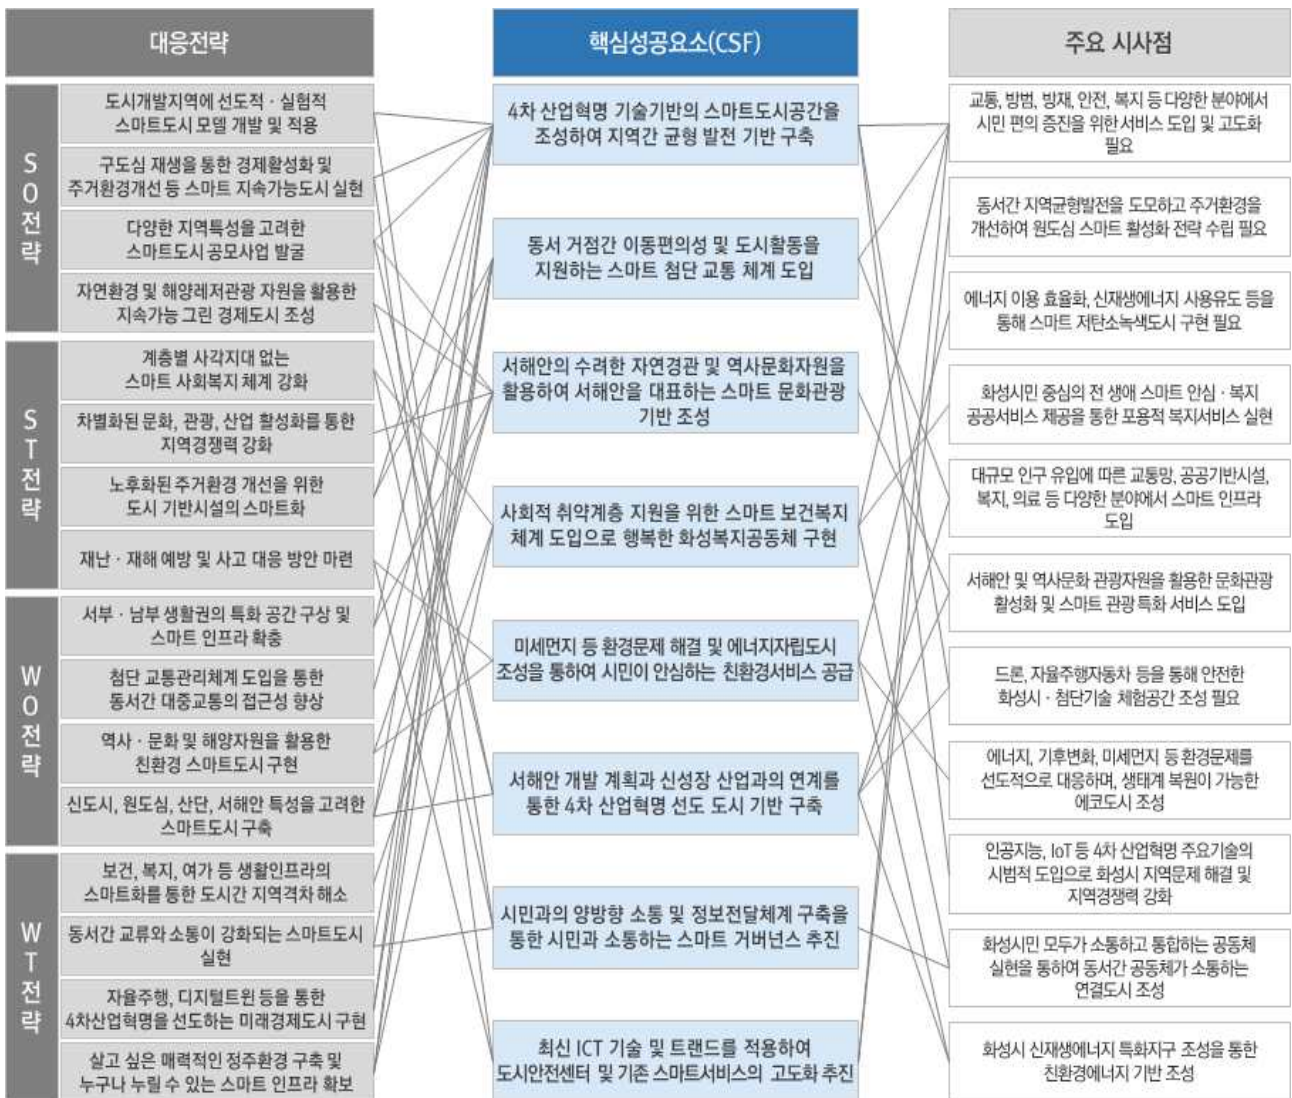 대응전략
SO전략
도시개발지역에 선도적 · 실험적
스마트도시 모델 개발 및 적용
구도심 재생을 통한 경제활성화 및
주거환경개선 등 스마트 지속가능도시 실현
다양한 지역특성을 고려한
스마트도시 공모사업 발굴
자연환경 및 해양레저관광 자원을 활용한
지속가능 그린 경제도시 조성
ST전략
계층별 사각지대 없는
스마트 사회복지 체계 강화
차별화된 문화, 관광, 산업 활성화를 통한
지역경쟁력 강화
노후화된 주거환경 개선을 위한
도시 기반시설의 스마트화
재난 · 재해 예방 및 사고 대응 방안 마련
WO전략
서부 · 남부 생활권의 특화 공간 구상 및
스마트 인프라 확충
첨단 교통관리체계 도입을 통한
동서간 대중교통의 접근성 향상
역사 · 문화 및 해양자원을 활용한
친환경 스마트도시 구현
신도시, 원도심, 산단, 서해안 특성을 고려한
스마트도시 구축
WT전략
보건, 복지, 여가 등 생활인프라의
스마트화를 통한 도시간 지역격차 해소
동서간 교류와 소통이 강화되는 스마트도시
실현
자율주행, 디지털트윈 등을 통한
4차산업혁명을 선도하는 미래경제도시 구현
살고 싶은 매력적인 정주환경 구축 및
누구나 누릴 수 있는 스마트 인프라 확보
핵심성공요소(CSF)
4차 산업혁명 기술기반의 스마트도시공간을
조성하여 지역간 균형 발전 기반 구축
동서 거점간 이동편의성 및 도시활동을
지원하는 스마트 첨단 교통 체계 도입
서해안의 수려한 자연경관 및 역사문화자원을
활용하여 서해안을 대표하는 스마트 문화관광
기반 조성
사회적 취약계층 지원을 위한 스마트 보건복지
체계 도입으로 행복한 화성복지공동체 구현
미세먼지 등 환경문제 해결 및 에너지자립도시
조성을 통하여 시민이 안심하는 친환경서비스 공급
서해안 개발 계획과 신성장 산업과의 연계를
통한 4차 산업혁명 선도 도시 기반 구축
시민과의 양방향 소통 및 정보전달체계 구축을
통한 시민과 소통하는 스마트 거버넌스 추진
최신 ICT 기술 및 트랜드를 적용하여
도시안전센터 및 기존 스마트서비스의 고도화 추진
주요 시사점
교통, 방범, 방재, 안전, 복지 등 다양한 분야에서
시민 편의 증진을 위한 서비스 도입 및 고도화
필요
동서간 지역균형발전을 도모하고 주거환경을
개선하여 원도심 스마트 활성화 전략 수립 필요
에너지 이용 효율화, 신재생에너지 사용유도 등을
통해 스마트 저탄소녹색도시 구현 필요
화성시민 중심의 전 생애 스마트 안심 · 복지
공공서비스 제공을 통한 포용적 복지서비스 실현
대규모 인구 유입에 따른 교통망, 공공기반시설,
복지, 의료 등 다양한 분야에서 스마트 인프라
도입
서해안 및 역사문화 관광자원을 활용한 문화관광
활성화 및 스마트 관광 특화 서비스 도입
드론, 자율주행자동차 등을 통해 안전한
화성시 · 첨단기술 체험공간 조성 필요
에너지, 기후변화, 미세먼지 등 환경문제를
선도적으로 대응하며, 생태계 복원이 가능한
에코도시 조성
인공지능, IoT 등 4차 산업혁명 주요기술의
시범적 도입으로 화성시 지역문제 해결 및
지역경쟁력 강화
화성시민 모두가 소통하고 통합하는 공동체
실현을 통하여 동서간 공동체가 소통하는
연결도시 조성
화성시 신재생에너지 특화지구 조성을 통한
친환경에너지 기반 조성